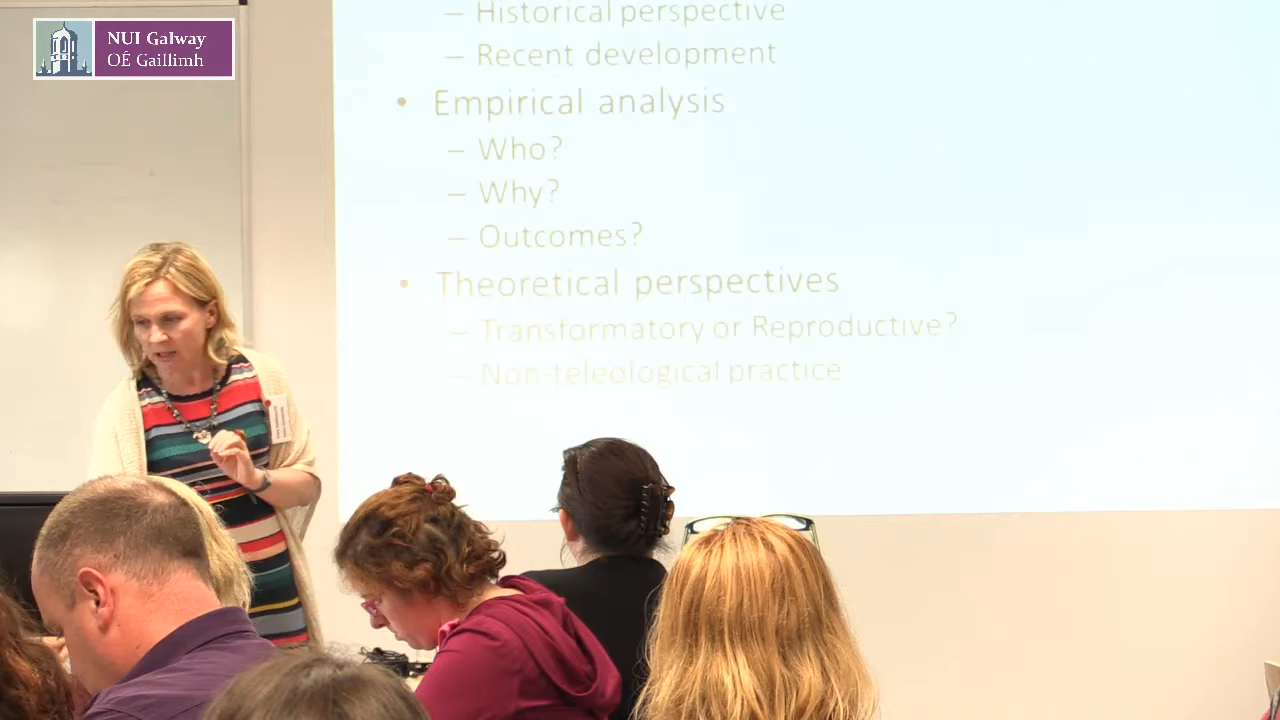 NUI Galway
OÉ Gaillimh
– Historical perspective
– Recent development
• Empirical analysis
– Who?
– Why?
– Outcomes?
• Theoretical perspectives
– Transformatory or Reproductive?
– Non-teleological practice